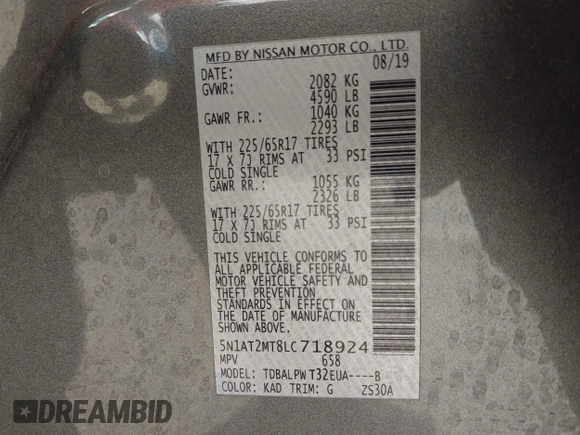 MFD BY NISSAN MOTOR CO., LTD.
DATE: 08/19
GVWR: 2082 KG
4590 LB
GAWR FR.: 1040 KG
2293 LB
WITH 225/65R17 TIRES
17 X 7J RIMS AT 33 PSI
COLD SINGLE
GAWR RR.: 1055 KG
2326 LB
WITH 225/65R17 TIRES
17 X 7J RIMS AT 33 PSI
COLD SINGLE
THIS VEHICLE CONFORMS TO
ALL APPLICABLE FEDERAL
MOTOR VEHICLE SAFETY AND
THEFT PREVENTION
STANDARDS IN EFFECT ON
THE DATE OF MANUFACTURE
SHOWN ABOVE.
5N1AT2MT8LC718924
MPV 658
MODEL: TDBALPW T32EUA----B
COLOR: KAD TRIM: G ZS30A
DREAMBID